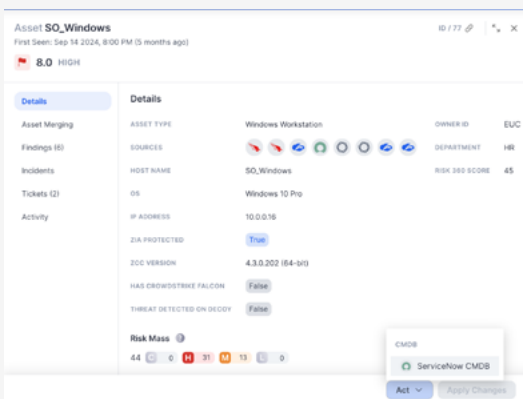 Asset SO_Windows
ID / 77
First Seen: Sep 14 2024, 8:00 PM (5 months ago)
8.0 HIGH
Details
Asset Merging
Findings (6)
Incidents
Tickets (2)
Activity
Details
ASSET TYPE Windows Workstation OWNER ID EUC
SOURCES DEPARTMENT HR
HOST NAME SO_Windows RISK 360 SCORE 45
OS Windows 10 Pro
IP ADDRESS 10.0.0.16
ZIA PROTECTED True
ZCC VERSION 4.3.0.202 (64-bit)
HAS CROWDSTRIKE FALCON False
THREAT DETECTED ON DECOY False
Risk Mass
44 C 0 H 31 M 13 L 0
CMDB
ServiceNow CMDB
Act Apply Changes